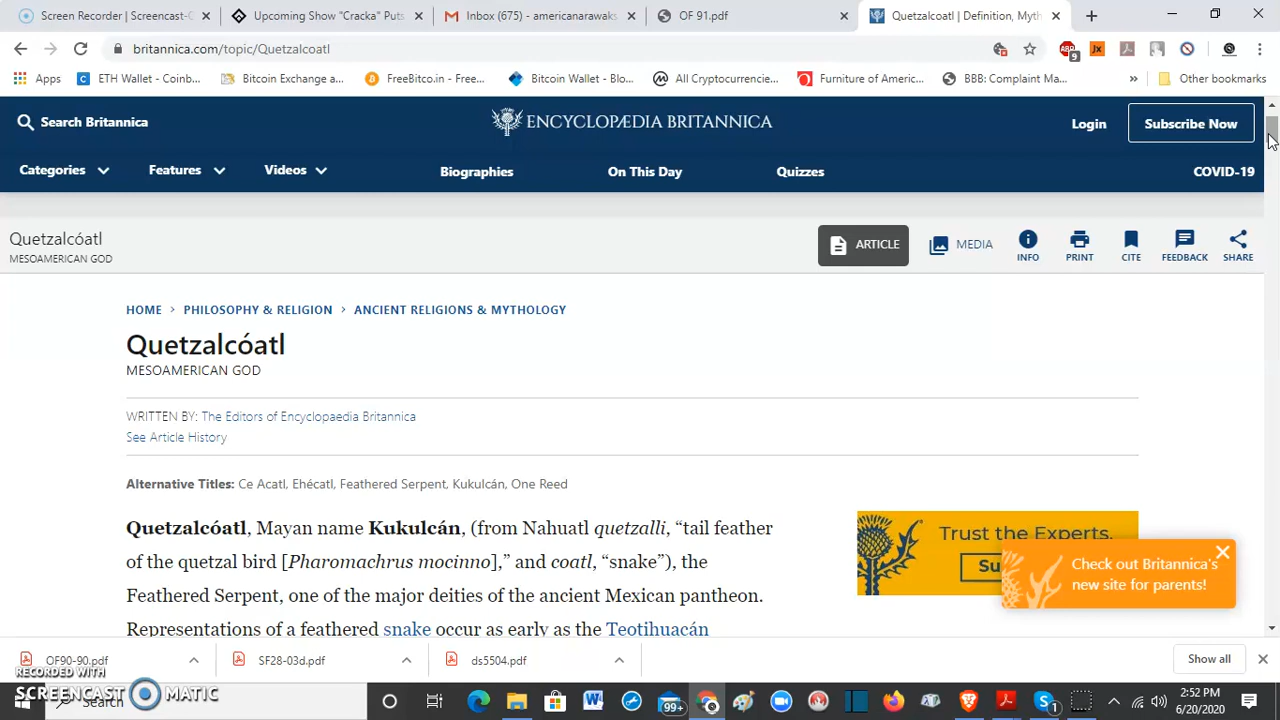 Screen Recorder | Screencast-O
Upcoming Show "Cracka" Puts
Inbox (675) - americanarawaks
OF 91.pdf
Quetzalcoatl | Definition, Myth
britannica.com/topic/Quetzalcoatl
9
Apps
ETH Wallet - Coinb...
Bitcoin Exchange a...
FreeBitco.in - Free...
Bitcoin Wallet - Blo...
All Cryptocurrencie...
Furniture of Americ...
BBB: Complaint Ma...
Other bookmarks
Search Britannica
ENCYCLOPÆDIA BRITANNICA
Login
Subscribe Now
Categories
Features
Videos
Biographies
On This Day
Quizzes
COVID-19
Quetzalcóatl
MESOAMERICAN GOD
ARTICLE
MEDIA
INFO
PRINT
CITE
FEEDBACK
SHARE
HOME > PHILOSOPHY & RELIGION > ANCIENT RELIGIONS & MYTHOLOGY
Quetzalcóatl
MESOAMERICAN GOD
WRITTEN BY: The Editors of Encyclopaedia Britannica
See Article History
Alternative Titles: Ce Acatl, Ehécatl, Feathered Serpent, Kukulcán, One Reed
Quetzalcóatl, Mayan name Kukulcán, (from Nahuatl quetzalli, “tail feather
of the quetzal bird [Pharomachrus mocinno],” and coatl, “snake”), the
Feathered Serpent, one of the major deities of the ancient Mexican pantheon.
Representations of a feathered snake occur as early as the Teotihuacán
Trust the Experts.
Su
Check out Britannica's
new site for parents!
OF90-90.pdf
SF28-03d.pdf
ds5504.pdf
Show all
RECORDED WITH
SCREENCAST MATIC
Search
99+
1
2:52 PM
6/20/2020